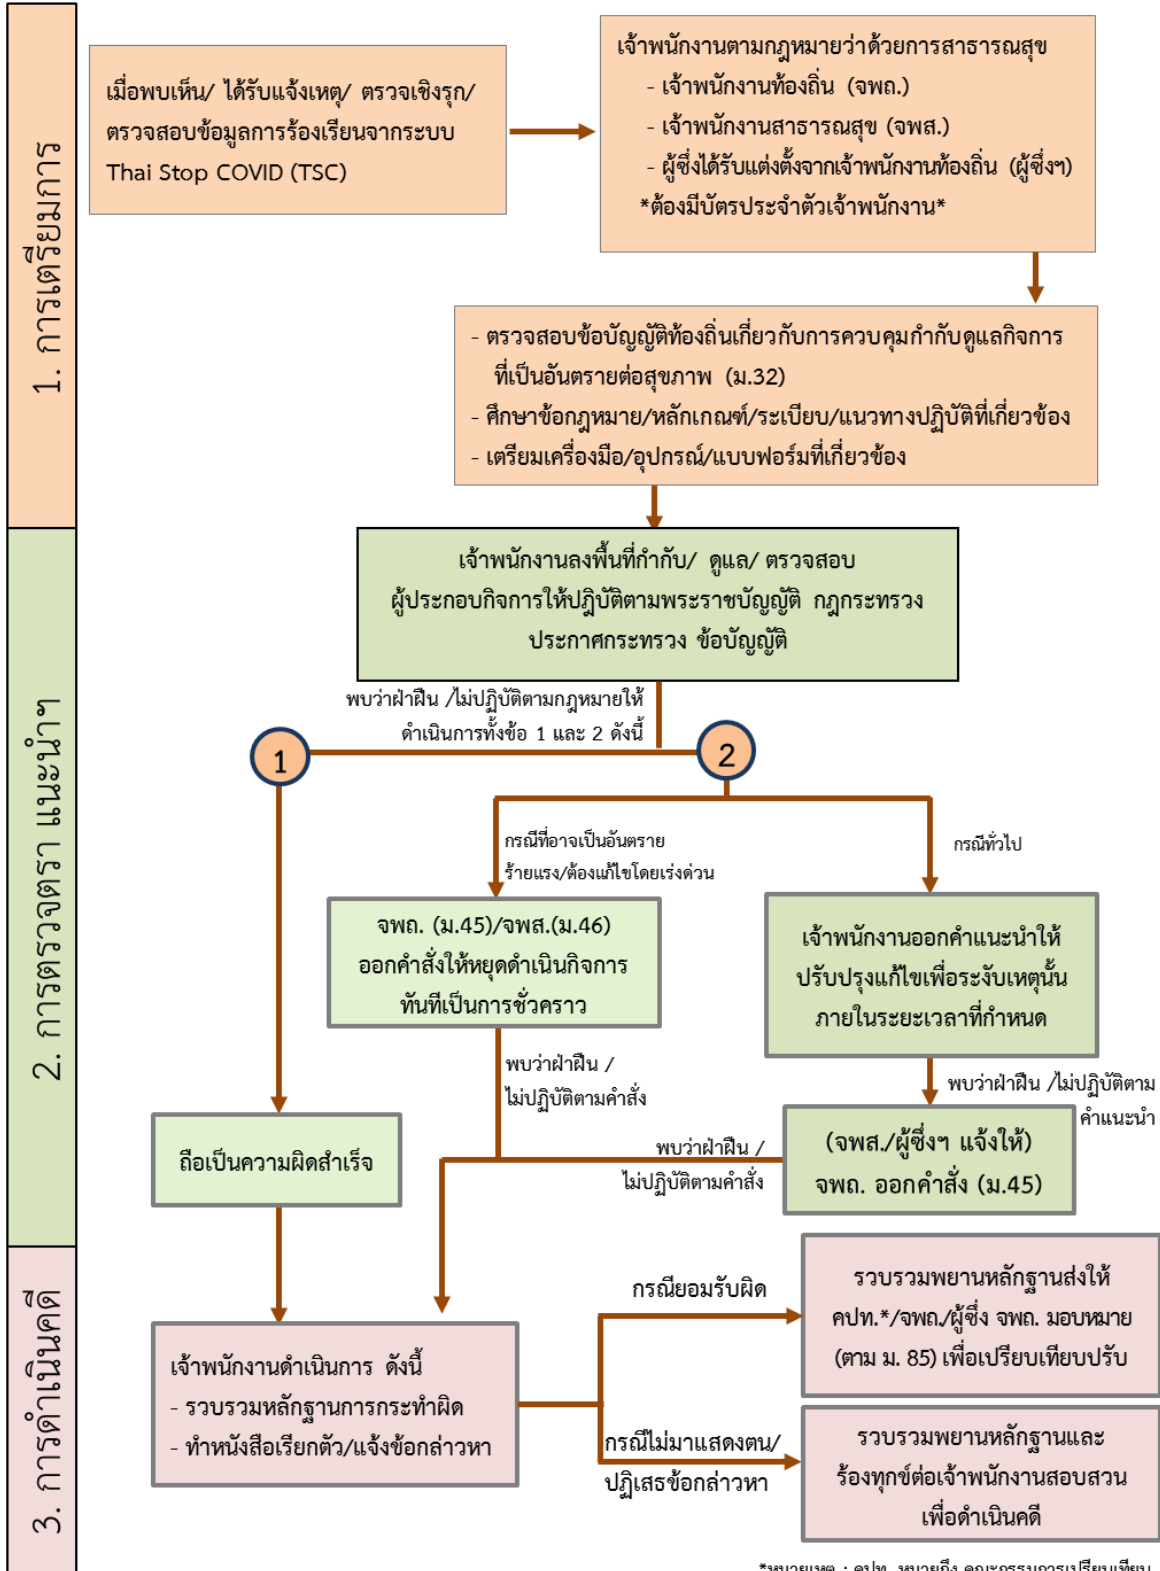 1. การเตรียมการ
เมื่อพบเห็น/ ได้รับแจ้งเหตุ/ ตรวจเชิงรุก/
ตรวจสอบข้อมูลการร้องเรียนจากระบบ
Thai Stop COVID (TSC)
เจ้าพนักงานตามกฎหมายว่าด้วยการสาธารณสุข
- เจ้าพนักงานท้องถิ่น (จพถ.)
- เจ้าพนักงานสาธารณสุข (จพส.)
- ผู้ซึ่งได้รับแต่งตั้งจากเจ้าพนักงานท้องถิ่น (ผู้ซึ่งฯ)
*ต้องมีบัตรประจำตัวเจ้าพนักงาน*
- ตรวจสอบข้อบัญญัติท้องถิ่นเกี่ยวกับการควบคุมกำกับดูแลกิจการ
ที่เป็นอันตรายต่อสุขภาพ (ม.32)
- ศึกษาข้อกฎหมาย/หลักเกณฑ์/ระเบียบ/แนวทางปฏิบัติที่เกี่ยวข้อง
- เตรียมเครื่องมือ/อุปกรณ์/แบบฟอร์มที่เกี่ยวข้อง
2. การตรวจตรา แนะนำฯ
เจ้าพนักงานลงพื้นที่กำกับ/ ดูแล/ ตรวจสอบ
ผู้ประกอบกิจการให้ปฏิบัติตามพระราชบัญญัติ กฎกระทรวง
ประกาศกระทรวง ข้อบัญญัติ
พบว่าฝ่าฝืน /ไม่ปฏิบัติตามกฎหมายให้
ดำเนินการทั้งข้อ 1 และ 2 ดังนี้
1
2
กรณีที่อาจเป็นอันตราย
ร้ายแรง/ต้องแก้ไขโดยเร่งด่วน
กรณีทั่วไป
จพถ. (ม.45)/จพส.(ม.46)
ออกคำสั่งให้หยุดดำเนินกิจการ
ทันทีเป็นการชั่วคราว
เจ้าพนักงานออกคำแนะนำให้
ปรับปรุงแก้ไขเพื่อระงับเหตุนั้น
ภายในระยะเวลาที่กำหนด
พบว่าฝ่าฝืน /
ไม่ปฏิบัติตามคำสั่ง
พบว่าฝ่าฝืน /ไม่ปฏิบัติตาม
คำแนะนำ
ถือเป็นความผิดสำเร็จ
พบว่าฝ่าฝืน /
ไม่ปฏิบัติตามคำสั่ง
(จพส./ผู้ซึ่งฯ แจ้งให้)
จพถ. ออกคำสั่ง (ม.45)
3. การดำเนินคดี
เจ้าพนักงานดำเนินการ ดังนี้
- รวบรวมหลักฐานการกระทำผิด
- ทำหนังสือเรียกตัว/แจ้งข้อกล่าวหา
กรณียอมรับผิด
รวบรวมพยานหลักฐานส่งให้
คปท.*/จพถ./ผู้ซึ่ง จพถ. มอบหมาย
(ตาม ม. 85) เพื่อเปรียบเทียบปรับ
กรณีไม่มาแสดงตน/
ปฏิเสธข้อกล่าวหา
รวบรวมพยานหลักฐานและ
ร้องทุกข์ต่อเจ้าพนักงานสอบสวน
เพื่อดำเนินคดี
*หมายเหตุ : คปท. หมายถึง คณะกรรมการเปรียบเทียบ